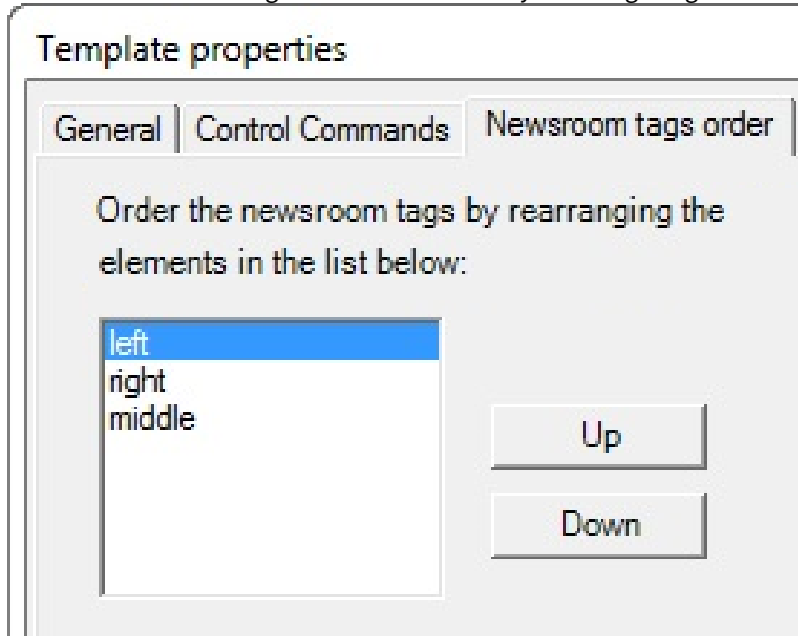 Template properties
General
Control Commands
Newsroom tags order
Order the newsroom tags by rearranging the
elements in the list below:
left
right
middle
Up
Down